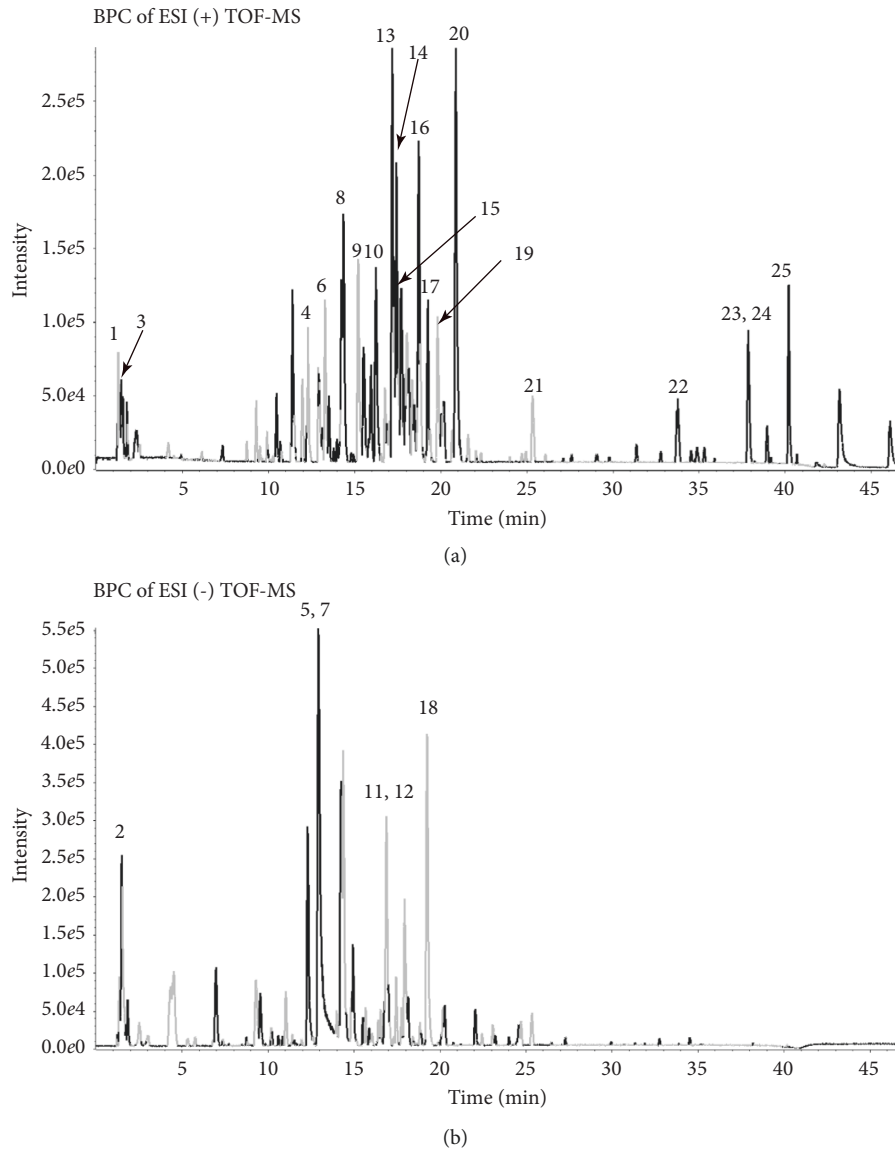 BPC of ESI (+) TOF-MS
13
20
14
2.5e5
16
2.0e5
8
15
1.5e5
9 10
19
25
6
17
4
23, 24
1 3
1.0e5
21
22
5.0e4
0.0e0
Intensity
5 10 15 20 25 30 35 40 45
Time (min)
(a)
BPC of ESI (-) TOF-MS
5, 7
5.5e5
5.0e5
4.5e5
18
4.0e5
3.5e5
11, 12
3.0e5
2
2.5e5
2.0e5
1.5e5
1.0e5
5.0e4
0.0e0
Intensity
5 10 15 20 25 30 35 40 45
Time (min)
(b)